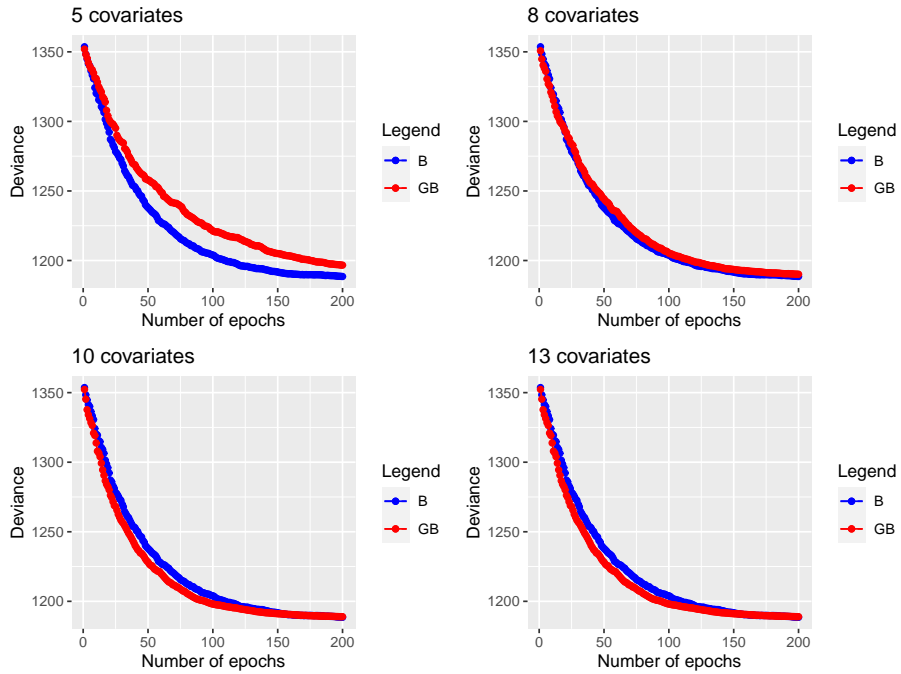 5 covariates
1350
1300
1250
1200
0 50 100 150 200
Number of epochs
Deviance
Legend
B
GB
8 covariates
1350
1300
1250
1200
0 50 100 150 200
Number of epochs
Deviance
Legend
B
GB
10 covariates
1350
1300
1250
1200
0 50 100 150 200
Number of epochs
Deviance
Legend
B
GB
13 covariates
1350
1300
1250
1200
0 50 100 150 200
Number of epochs
Deviance
Legend
B
GB